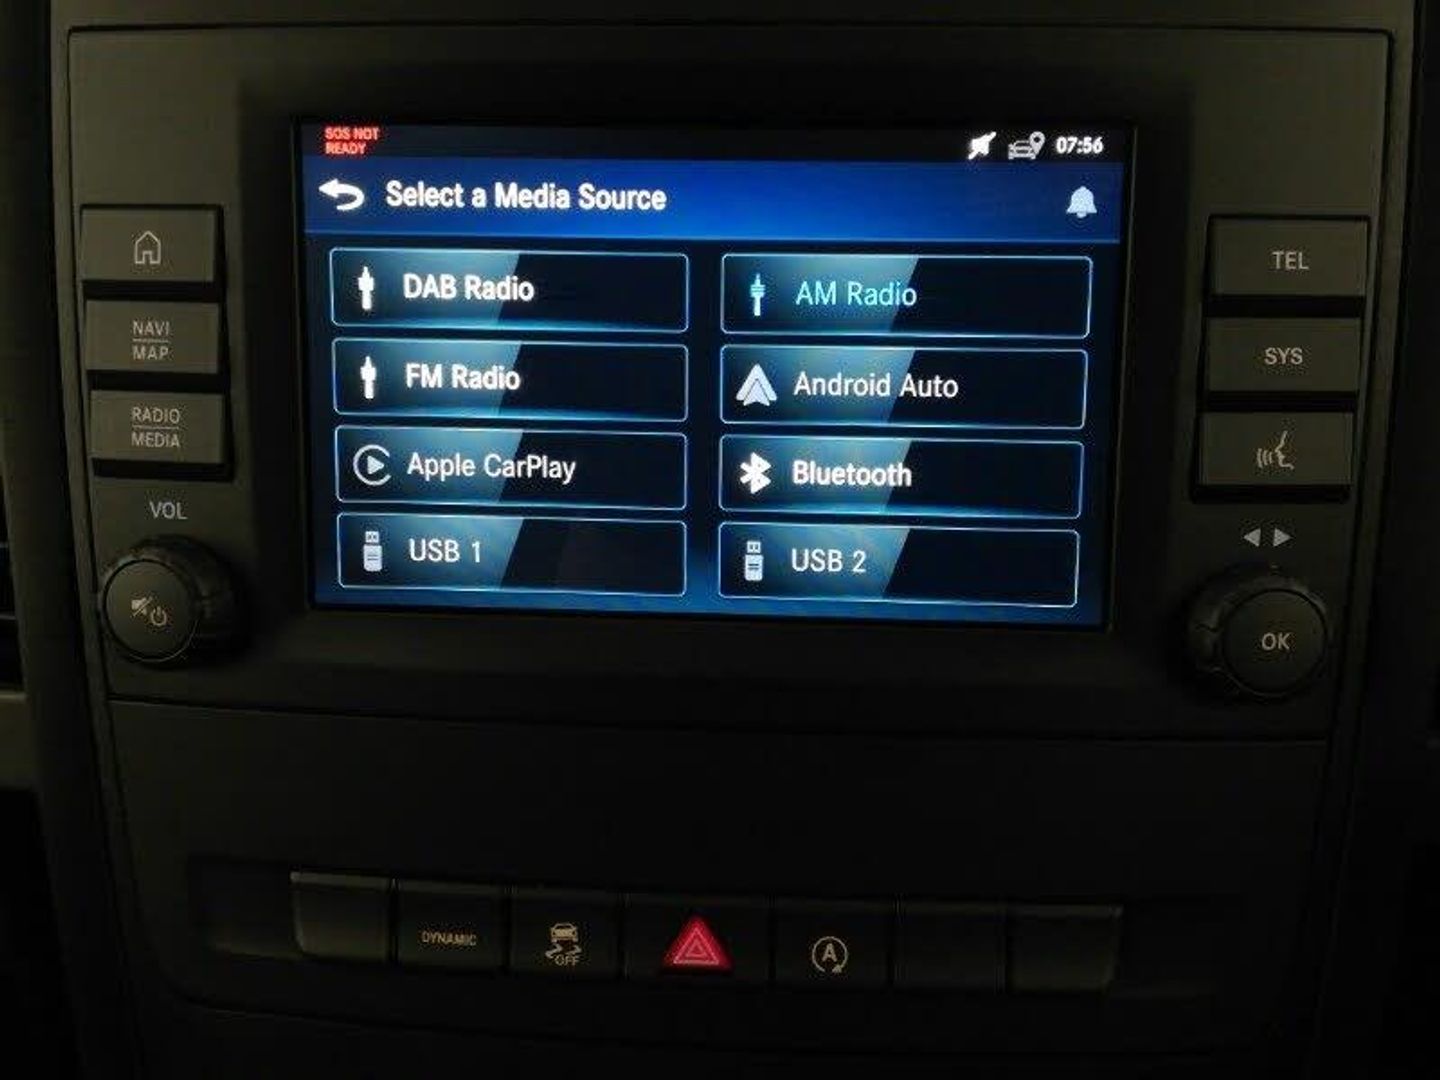 SOS NOT
READY
07:56
Select a Media Source
DAB Radio
AM Radio
FM Radio
Android Auto
Apple CarPlay
Bluetooth
USB 1
USB 2
NAVI
MAP
RADIO
MEDIA
VOL
TEL
SYS
OK
DYNAMIC
OFF
A